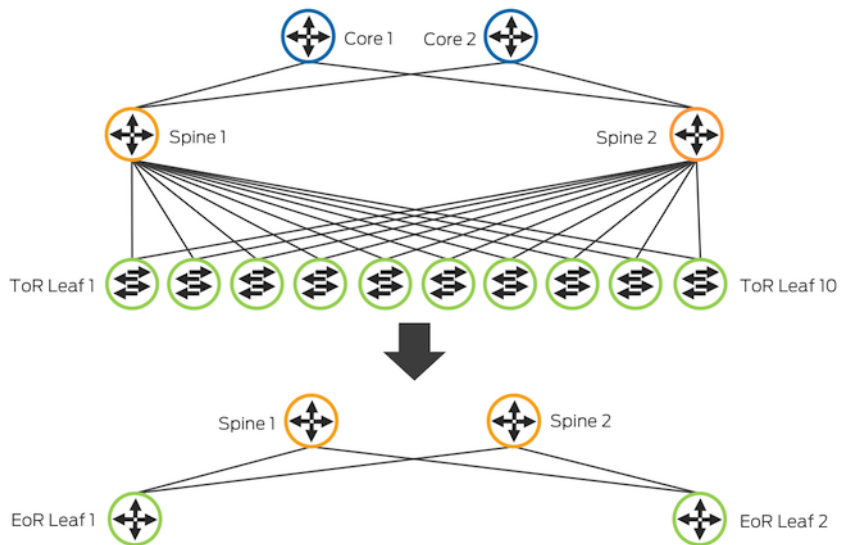 Core 1
Core 2
Spine 1
Spine 2
ToR Leaf 1
ToR Leaf 10
Spine 1
Spine 2
EoR Leaf 1
EoR Leaf 2